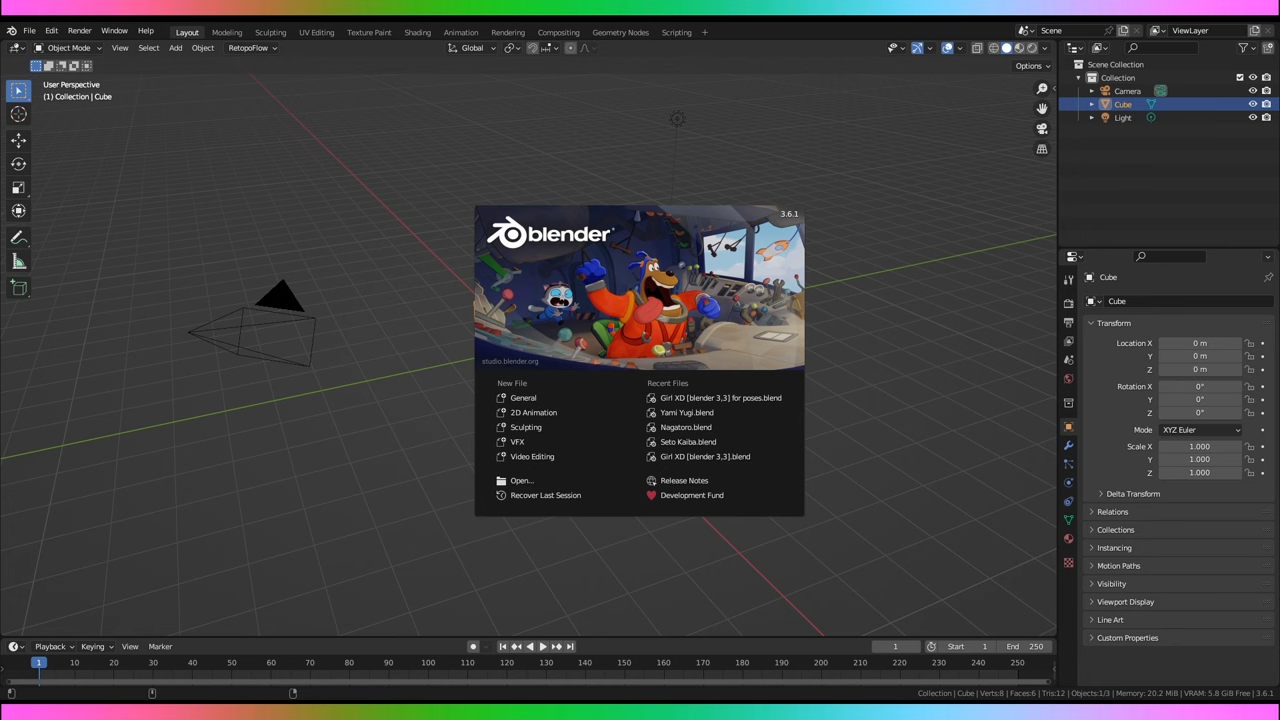 File Edit Render Window Help Layout Modeling Sculpting UV Editing Texture Paint Shading Animation Rendering Compositing Geometry Nodes Scripting + Scene ViewLayer
Object Mode View Select Add Object RetopoFlow Global
Options
User Perspective
(1) Collection | Cube
Scene Collection
Collection
Camera
Cube
Light
3.6.1
blender
studio.blender.org
New File
General
2D Animation
Sculpting
VFX
Video Editing
Open...
Recover Last Session
Recent Files
Girl XD [blender 3,3] for poses.blend
Yami Yugi.blend
Nagatoro.blend
Seto Kaiba.blend
Girl XD [blender 3,3].blend
Release Notes
Development Fund
Cube
Cube
Transform
Location X 0 m
Y 0 m
Z 0 m
Rotation X 0°
Y 0°
Z 0°
Mode XYZ Euler
Scale X 1.000
Y 1.000
Z 1.000
Delta Transform
Relations
Collections
Instancing
Motion Paths
Visibility
Viewport Display
Line Art
Custom Properties
Playback Keying View Marker 1 Start 1 End 250
1 10 20 30 40 50 60 70 80 90 100 110 120 130 140 150 160 170 180 190 200 210 220 230 240 250
Collection | Cube | Verts:8 | Faces:6 | Tris:12 | Objects:1/3 | Memory: 20.2 MiB | VRAM: 5.8 GiB Free | 3.6.1